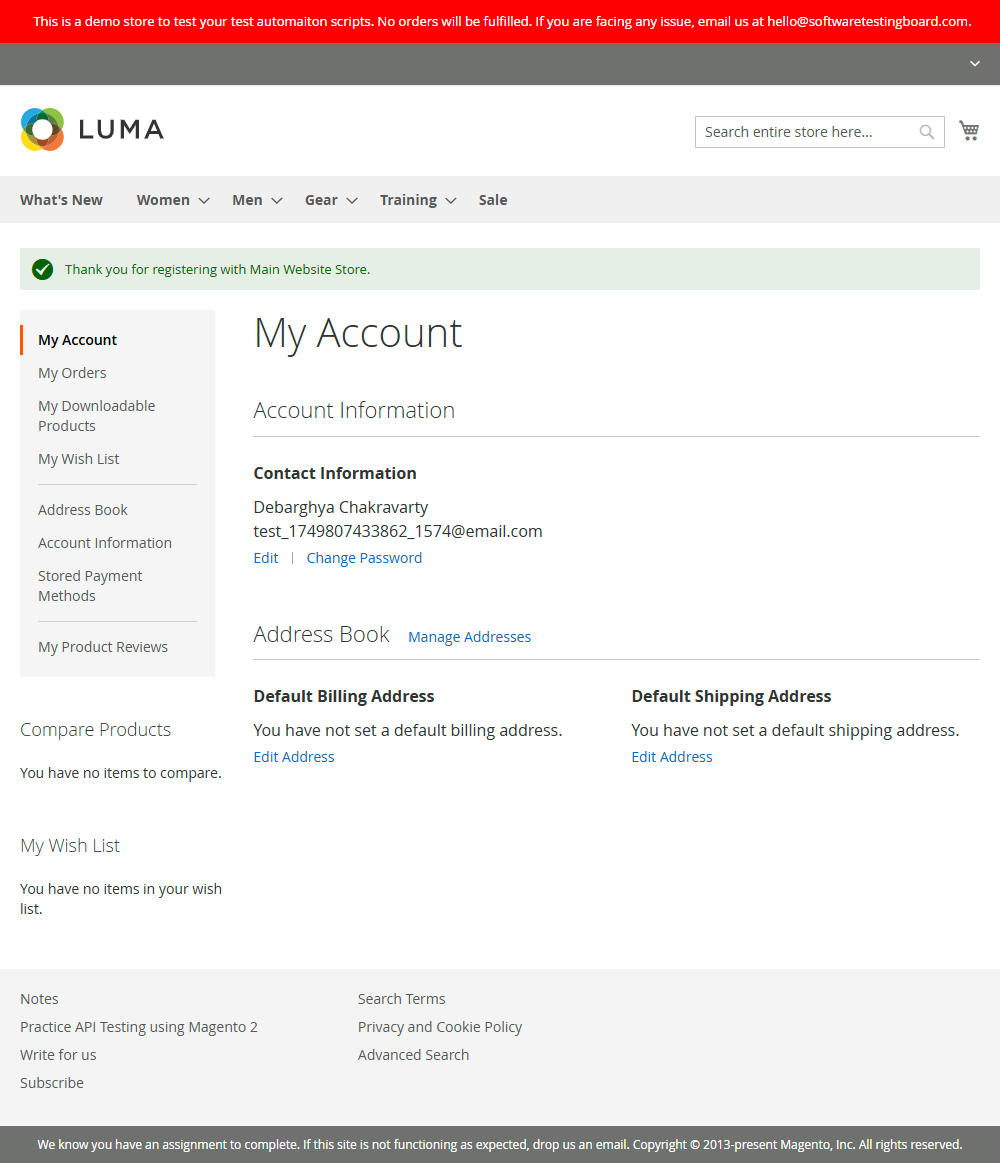 This is a demo store to test your test automaiton scripts. No orders will be fulfilled. If you are facing any issue, email us at hello@softwaretestingboard.com.
LUMA
Search entire store here...
What's New Women Men Gear Training Sale
Thank you for registering with Main Website Store.
My Account
My Orders
My Downloadable
Products
My Wish List
Address Book
Account Information
Stored Payment
Methods
My Product Reviews
Compare Products
You have no items to compare.
My Wish List
You have no items in your wish
list.
My Account
Account Information
Contact Information
Debarghya Chakravarty
test_1749807433862_1574@email.com
Edit | Change Password
Address Book Manage Addresses
Default Billing Address
You have not set a default billing address.
Edit Address
Default Shipping Address
You have not set a default shipping address.
Edit Address
Notes
Practice API Testing using Magento 2
Write for us
Subscribe
Search Terms
Privacy and Cookie Policy
Advanced Search
We know you have an assignment to complete. If this site is not functioning as expected, drop us an email. Copyright © 2013-present Magento, Inc. All rights reserved.